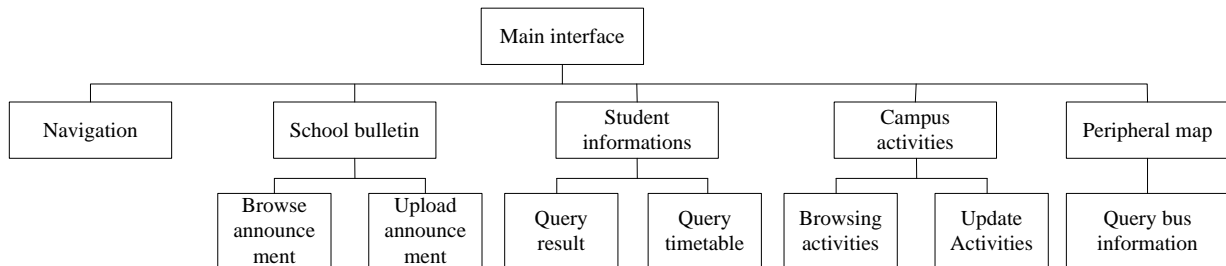 Main interface
Navigation
School bulletin
Student
informations
Campus
activities
Peripheral map
Browse
announce
ment
Upload
announce
ment
Query
result
Query
timetable
Browsing
activities
Update
Activities
Query bus
information